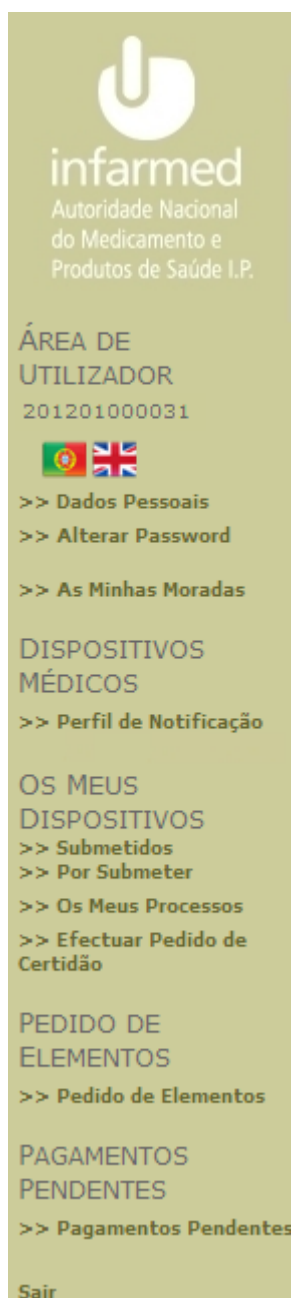 infarmed
Autoridade Nacional
do Medicamento e
Produtos de Saúde I.P.
ÁREA DE
UTILIZADOR
201201000031
>> Dados Pessoais
>> Alterar Password
>> As Minhas Moradas
DISPOSITIVOS
MÉDICOS
>> Perfil de Notificação
OS MEUS
DISPOSITIVOS
>> Submetidos
>> Por Submeter
>> Os Meus Processos
>> Efectuar Pedido de
Certidão
PEDIDO DE
ELEMENTOS
>> Pedido de Elementos
PAGAMENTOS
PENDENTES
>> Pagamentos Pendentes
Sair